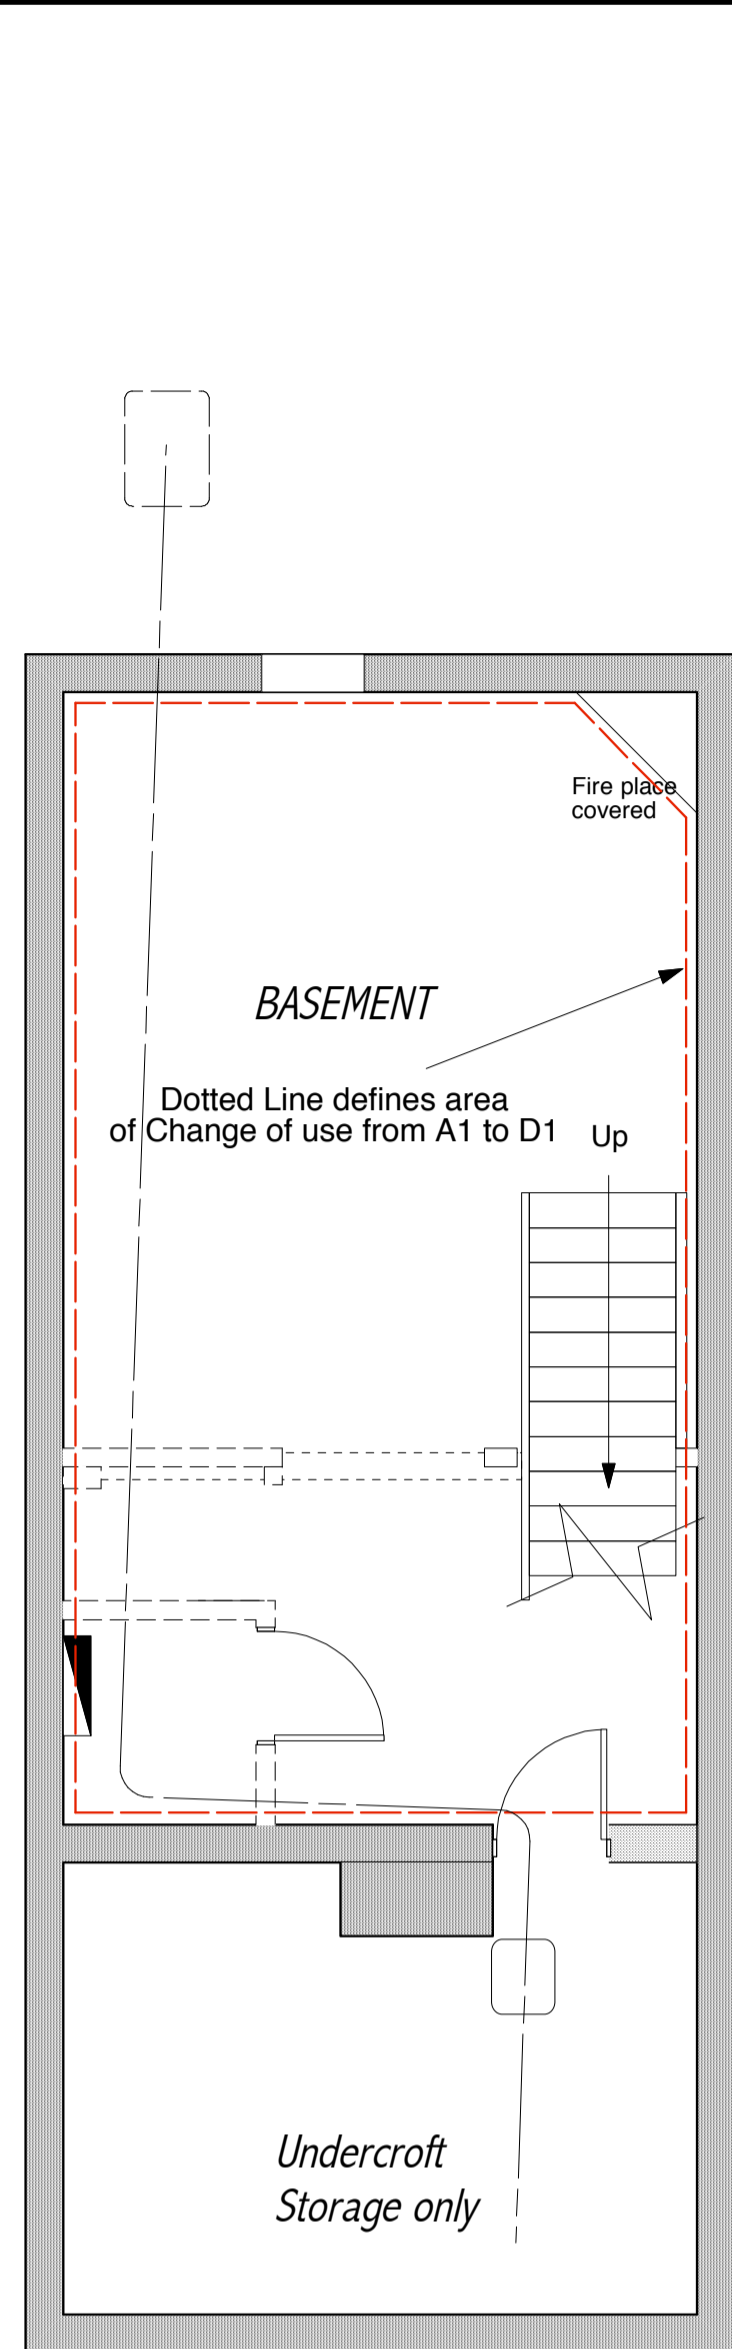 Fire place
covered
BASEMENT
Dotted Line defines area
of Change of use from A1 to D1
Up
Undercroft
Storage only